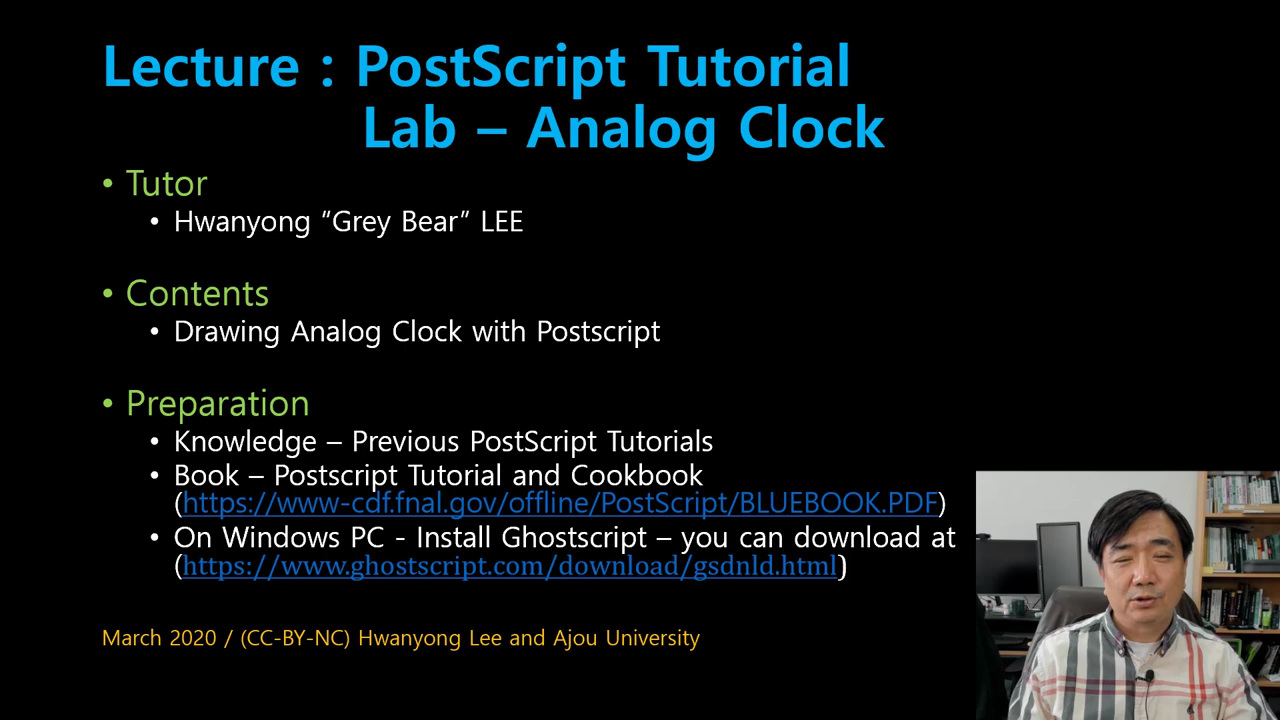 Lecture : PostScript Tutorial
Lab – Analog Clock
• Tutor
• Hwanyong “Grey Bear” LEE
• Contents
• Drawing Analog Clock with Postscript
• Preparation
• Knowledge – Previous PostScript Tutorials
• Book – Postscript Tutorial and Cookbook
(https://www-cdf.fnal.gov/offline/PostScript/BLUEBOOK.PDF)
• On Windows PC - Install Ghostscript – you can download at
(https://www.ghostscript.com/download/gsdnld.html)
March 2020 / (CC-BY-NC) Hwanyong Lee and Ajou University